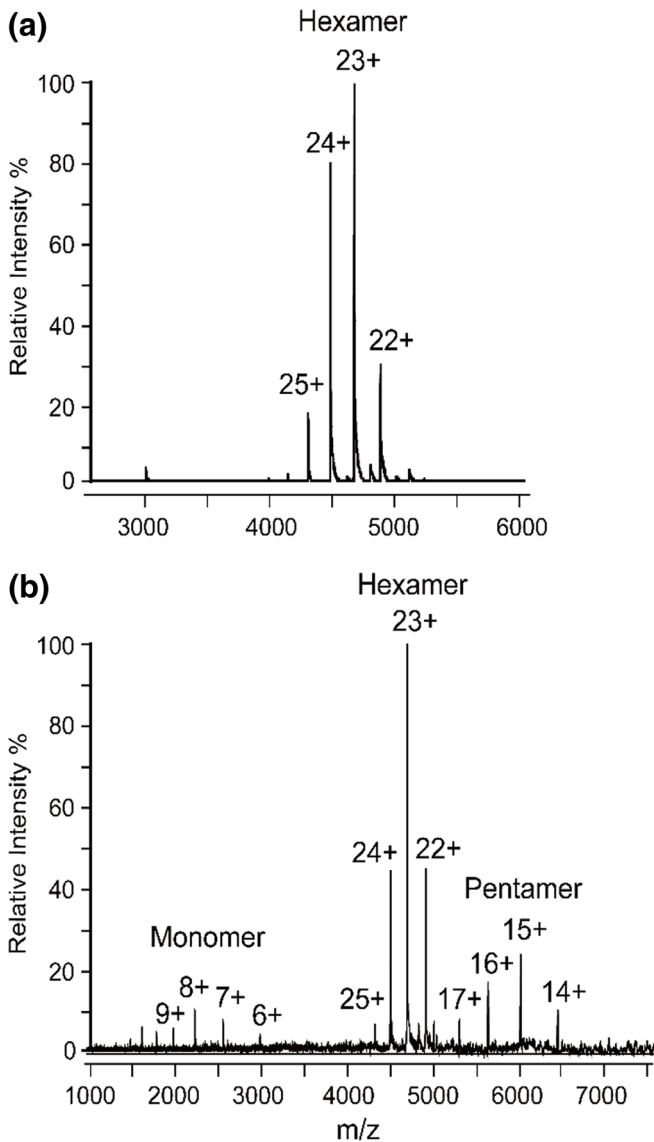 (a)
Hexamer
23+
24+
25+
22+
Relative Intensity %
100
80
60
40
20
0
3000 4000 5000 6000
(b)
Hexamer
23+
24+
22+
25+
Pentamer
17+
16+
15+
14+
Monomer
9+
8+
7+
6+
Relative Intensity %
100
80
60
40
20
0
1000 2000 3000 4000 5000 6000 7000
m/z